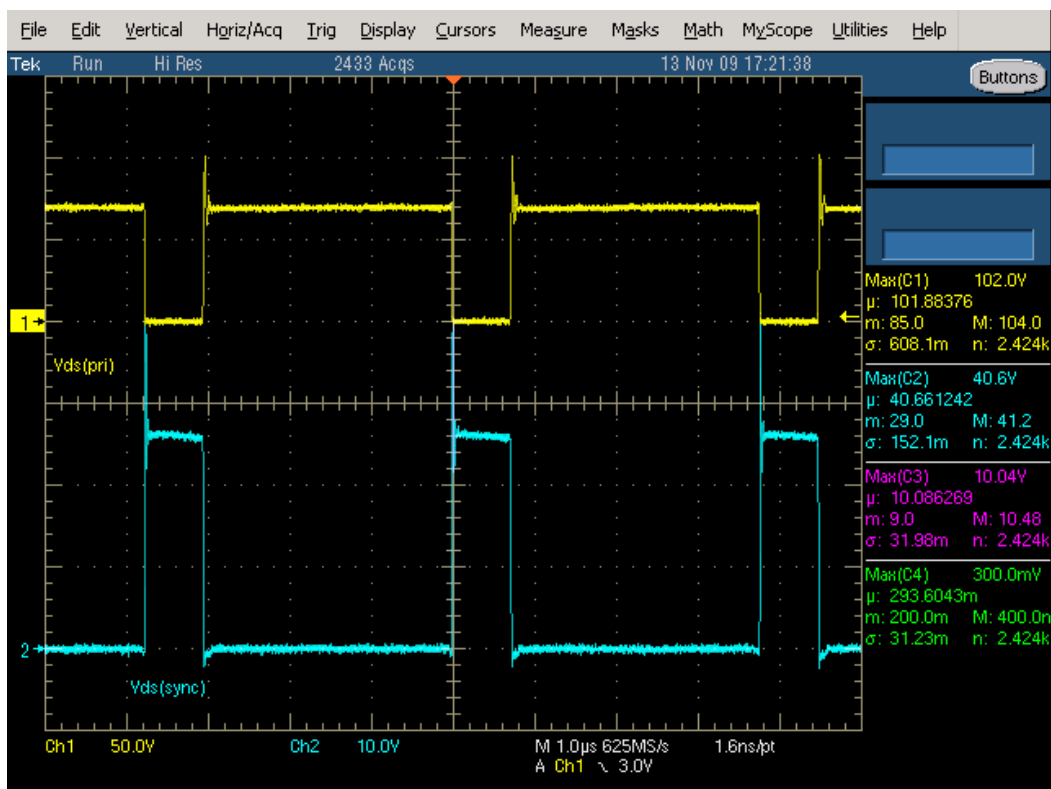 File Edit Vertical Horiz/Acq Trig Display Cursors Measure Masks Math MyScope Utilities Help
Tek Run Hi Res 2433 Acqs 13 Nov 09 17:21:38
Buttons
Max(C1) 102.0V
µ: 101.88376
m: 85.0 M: 104.0
σ: 608.1m n: 2.424k
1
Vds(pri)
Max(C2) 40.6V
µ: 40.661242
m: 29.0 M: 41.2
σ: 152.1m n: 2.424k
Max(C3) 10.04V
µ: 10.086269
m: 9.0 M: 10.48
σ: 31.98m n: 2.424k
Max(C4) 300.0mV
µ: 293.6043m
m: 200.0m M: 400.0m
σ: 31.23m n: 2.424k
2
Vds(sync)
Ch1 50.0V Ch2 10.0V M 1.0µs 625MS/s 1.6ns/pt
A Ch1 3.0V